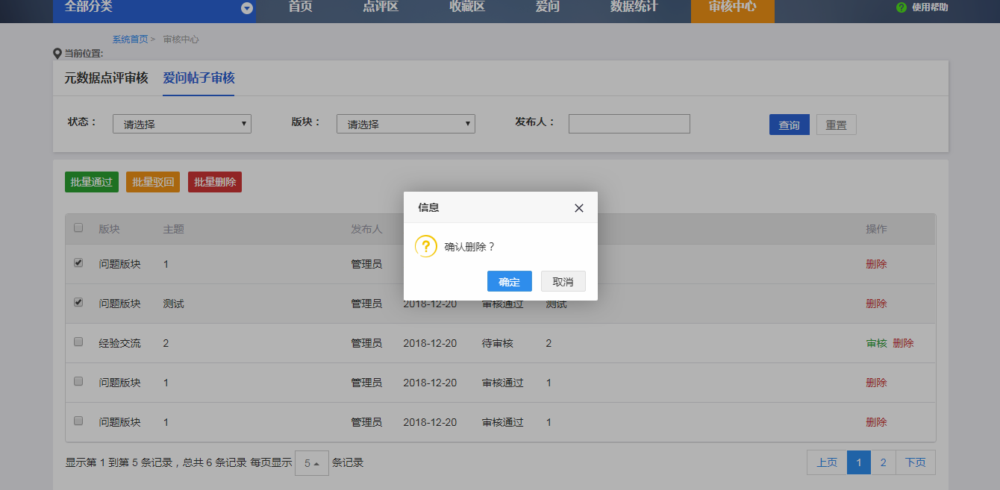 全部分类 首页 点评区 收藏区 爱问 数据统计 审核中心 ? 使用帮助
系统首页 > 审核中心
当前位置:
元数据点评审核 爱问帖子审核
状态： 请选择 版块： 请选择 发布人： 查询 重置
批量通过 批量驳回 批量删除
信息
? 确认删除？
确定 取消
版块 主题 发布人 操作
问题版块 1 管理员 删除
问题版块 测试 管理员 2018-12-20 审核通过 测试 删除
经验交流 2 管理员 2018-12-20 待审核 2 审核 删除
问题版块 1 管理员 2018-12-20 审核通过 1 删除
问题版块 1 管理员 2018-12-20 审核通过 1 删除
显示第 1 到第 5 条记录，总共 6 条记录 每页显示 5 条记录 上页 1 2 下页